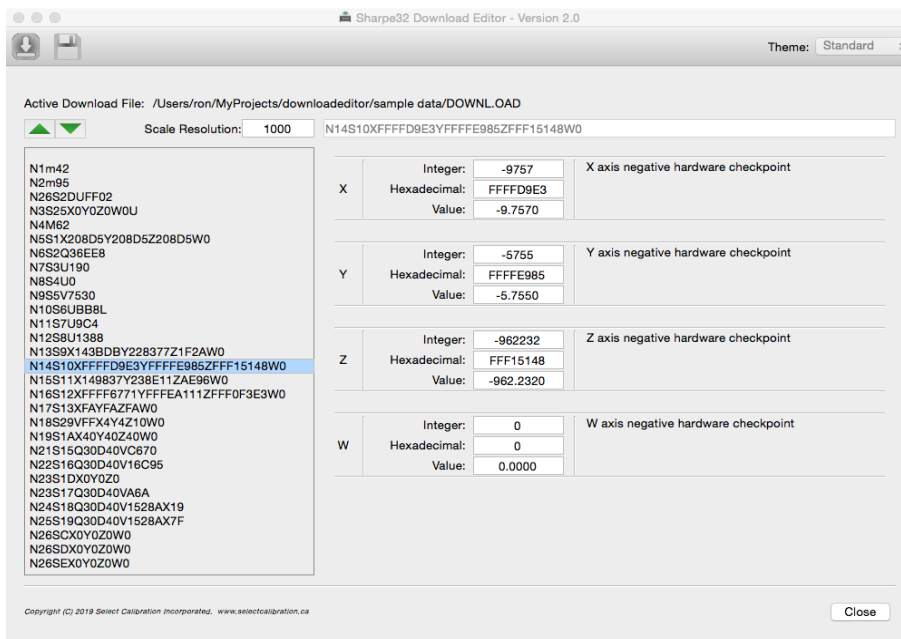 Sharpe32 Download Editor - Version 2.0
Theme: Standard
Active Download File: /Users/ron/MyProjects/downloadeditor/sample data/DOWNL.OAD
Scale Resolution: 1000 N14S10XFFFFD9E3YFFFFE985ZFFF15148W0
N1m42
N2m95
N26S2DUFF02
N3S25X0Y0Z0W0U
N4M62
N5S1X208D5Y208D5Z208D5W0
N6S2Q36EE8
N7S3U190
N8S4U0
N9S5V7530
N10S6UBB8L
N11S7U9C4
N12S8U1388
N13S9X143BDBY228377Z1F2AW0
N14S10XFFFFD9E3YFFFFE985ZFFF15148W0
N15S11X149837Y238E11ZAE96W0
N16S12XFFFF6771YFFFEA111ZFFF0F3E3W0
N17S13XFAYFAZFAW0
N18S29VFFX4Y4Z10W0
N19S1AX40Y40Z40W0
N21S15Q30D40VC670
N22S16Q30D40V16C95
N23S1DX0Y0Z0
N23S17Q30D40VA6A
N24S18Q30D40V1528AX19
N25S19Q30D40V1528AX7F
N26SCX0Y0Z0W0
N26SDX0Y0Z0W0
N26SEX0Y0Z0W0
X
Integer: -9757
Hexadecimal: FFFFD9E3
Value: -9.7570
X axis negative hardware checkpoint
Y
Integer: -5755
Hexadecimal: FFFFE985
Value: -5.7550
Y axis negative hardware checkpoint
Z
Integer: -962232
Hexadecimal: FFF15148
Value: -962.2320
Z axis negative hardware checkpoint
W
Integer: 0
Hexadecimal: 0
Value: 0.0000
W axis negative hardware checkpoint
Copyright (C) 2019 Select Calibration Incorporated. www.selectcalibration.ca
Close